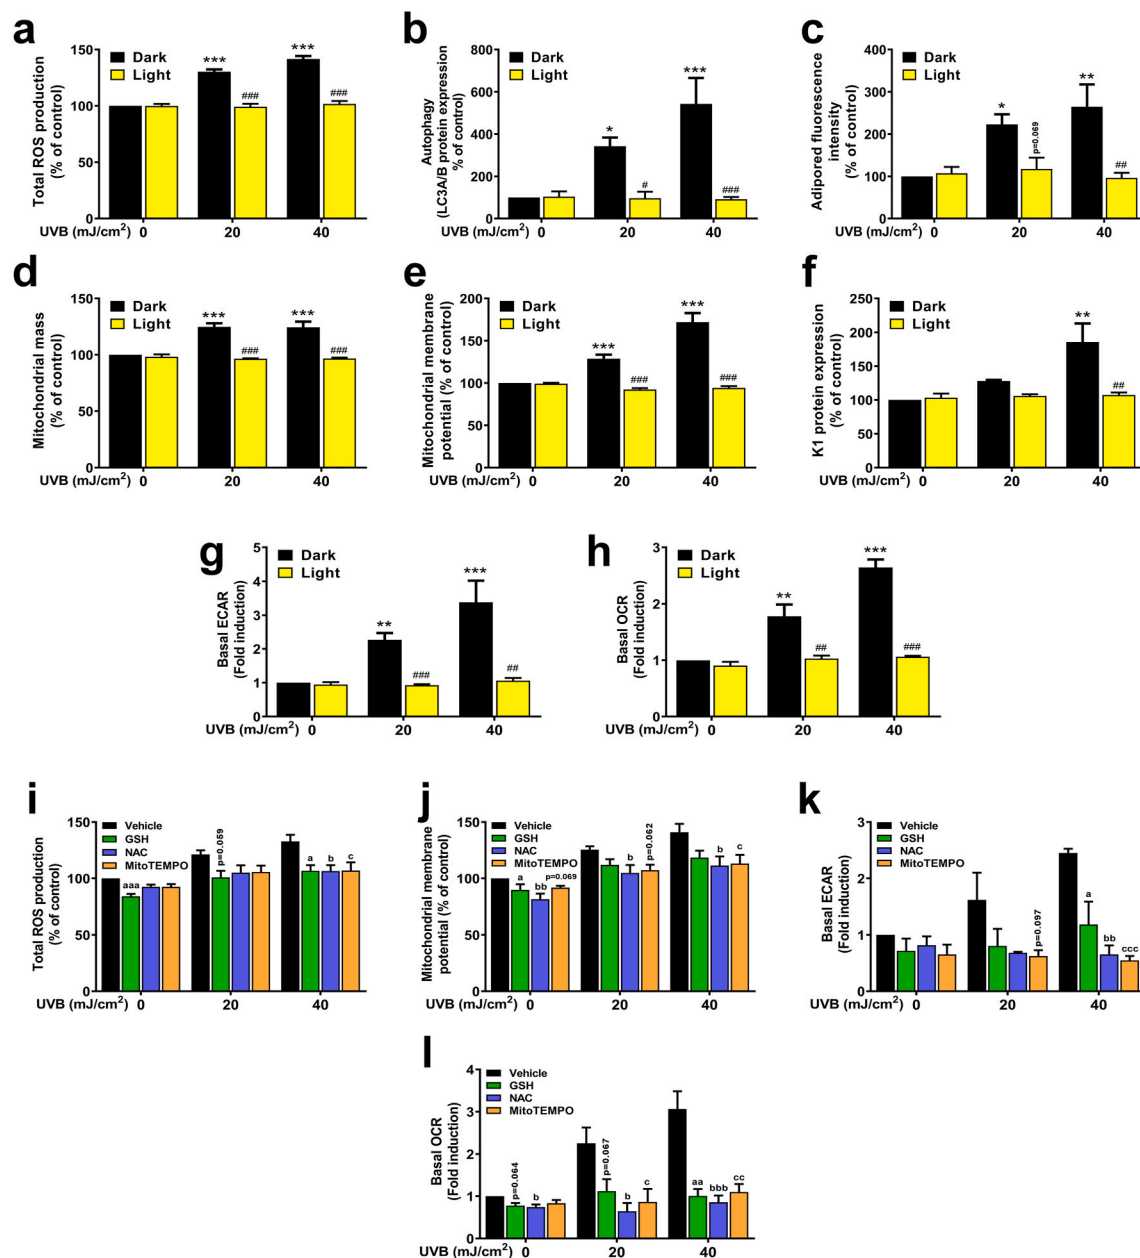 a
Total ROS production
(% of control)
150
100
50
0
Dark
Light
***
***
###
###
UVB (mJ/cm²) 0 20 40
b
Autophagy
(LC3A/B protein expression
% of control)
800
600
400
200
0
Dark
Light
*
***
#
###
UVB (mJ/cm²) 0 20 40
c
Adipored fluorescence
intensity
(% of control)
400
300
200
100
0
Dark
Light
*
**
p=0.069
##
UVB (mJ/cm²) 0 20 40
d
Mitochondrial mass
(% of control)
150
100
50
0
Dark
Light
***
***
###
###
UVB (mJ/cm²) 0 20 40
e
Mitochondrial membrane
potential (% of control)
200
150
100
50
0
Dark
Light
***
***
###
###
UVB (mJ/cm²) 0 20 40
f
K1 protein expression
(% of control)
250
200
150
100
50
0
Dark
Light
**
##
UVB (mJ/cm²) 0 20 40
g
Basal ECAR
(Fold induction)
5
4
3
2
1
0
Dark
Light
**
***
###
##
UVB (mJ/cm²) 0 20 40
h
Basal OCR
(Fold induction)
3
2
1
0
Dark
Light
**
***
##
###
UVB (mJ/cm²) 0 20 40
i
Total ROS production
(% of control)
150
100
50
0
Vehicle
GSH
NAC
MitoTEMPO
aaa
p=0.059
a b c
UVB (mJ/cm²) 0 20 40
j
Mitochondrial membrane
potential (% of control)
150
100
50
0
Vehicle
GSH
NAC
MitoTEMPO
a
bb
p=0.069
b
p=0.062
b c
UVB (mJ/cm²) 0 20 40
k
Basal ECAR
(Fold induction)
3
2
1
0
Vehicle
GSH
NAC
MitoTEMPO
p=0.097
a
bb
ccc
UVB (mJ/cm²) 0 20 40
l
Basal OCR
(Fold induction)
4
3
2
1
0
Vehicle
GSH
NAC
MitoTEMPO
p=0.064
b
p=0.067
b
c
aa
bbb
cc
UVB (mJ/cm²) 0 20 40